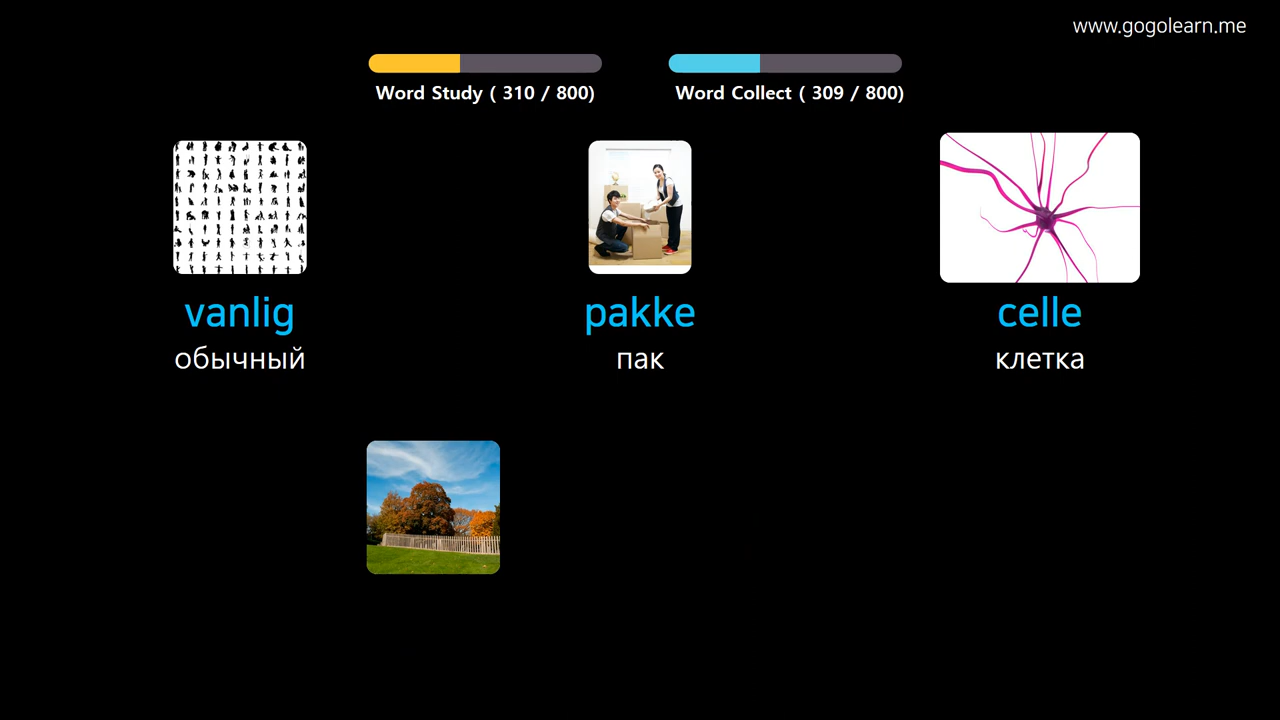 www.gogolearn.me
Word Study ( 310 / 800)
Word Collect ( 309 / 800)
vanlig
обычный
pakke
пак
celle
клетка